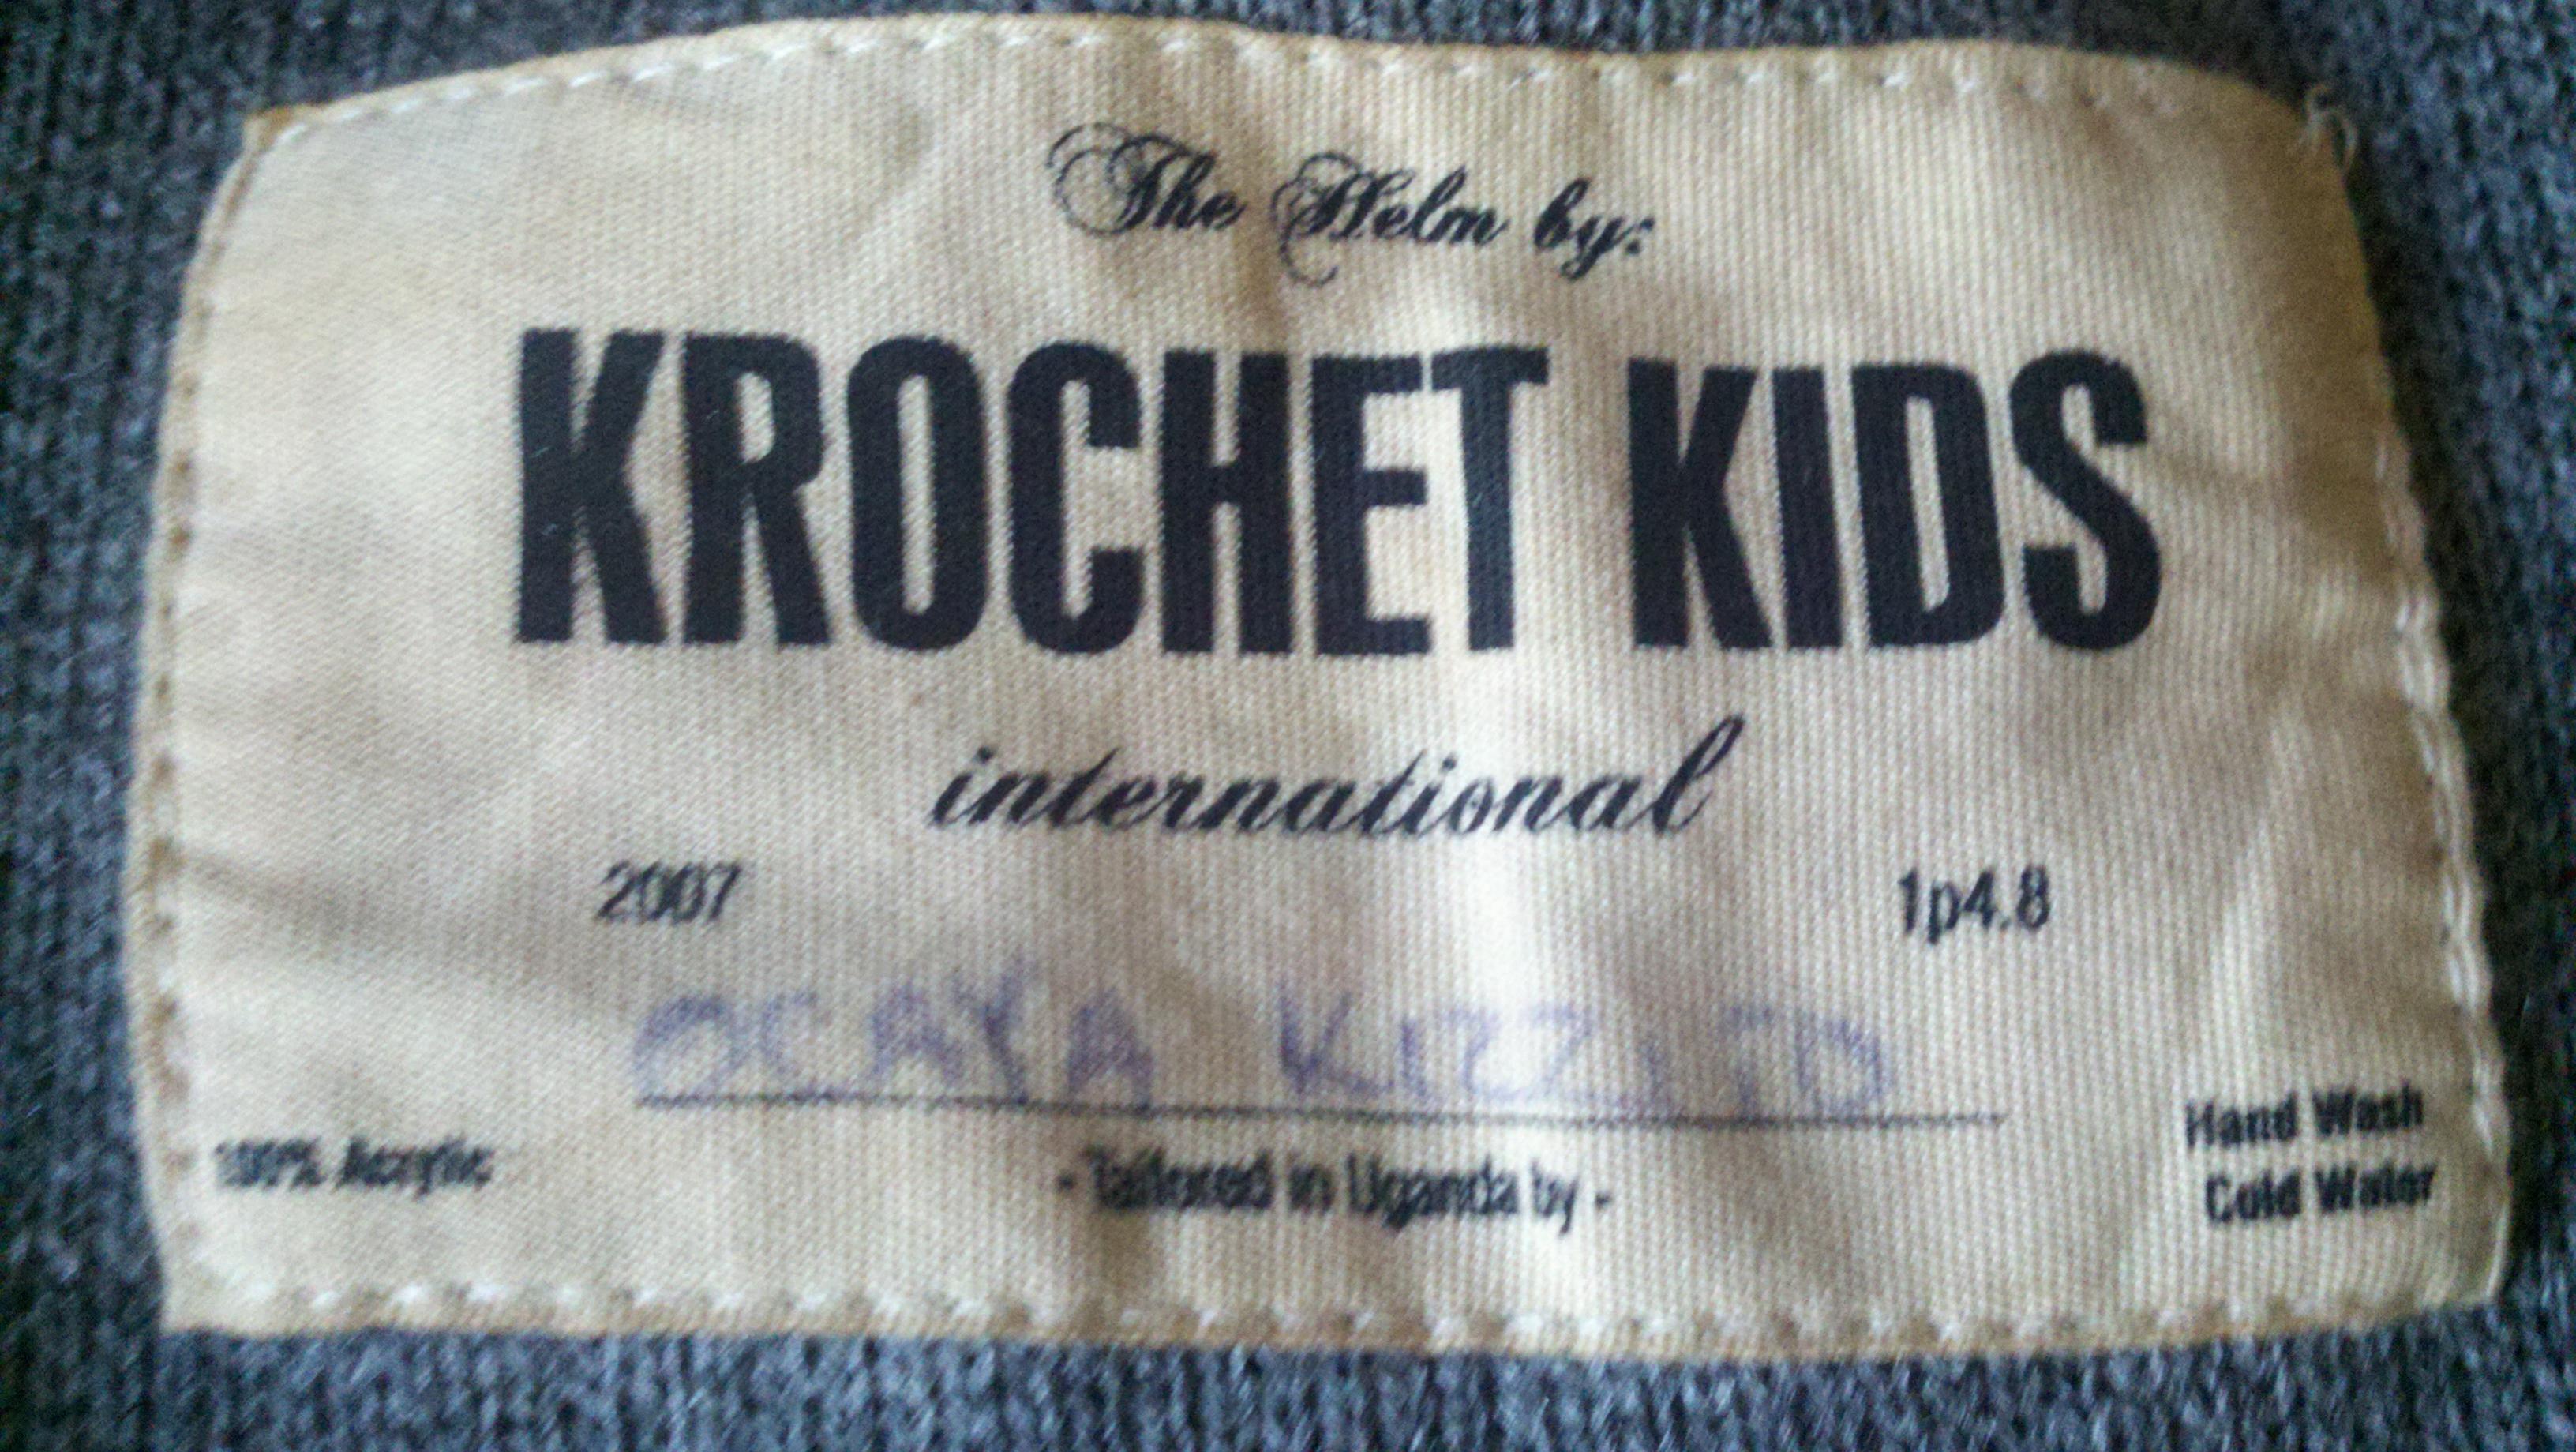 The Helm by:
KROCHET KIDS
international
2007 1p4.8
OCAYA
100% Acrylic - Tailored in Uganda by - Hand Wash
Cold Water